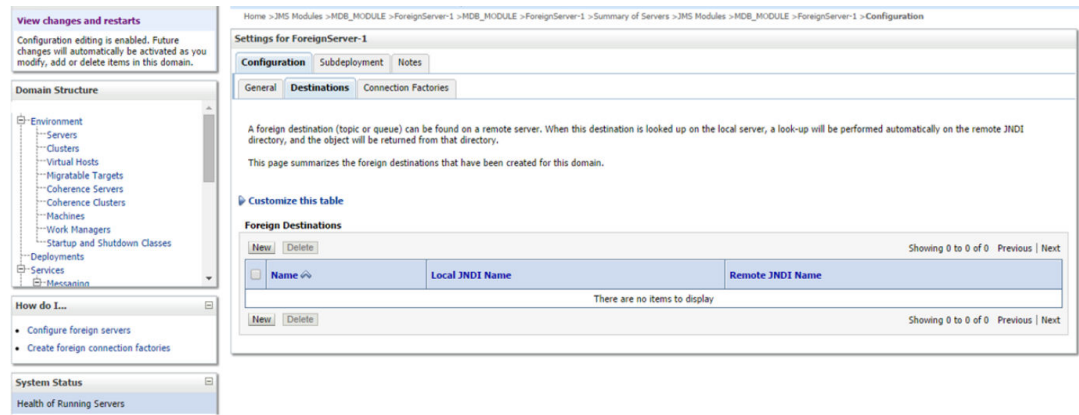 View changes and restarts
Configuration editing is enabled. Future
changes will automatically be activated as you
modify, add or delete items in this domain.
Domain Structure
Environment
Servers
Clusters
Virtual Hosts
Migratable Targets
Coherence Servers
Coherence Clusters
Machines
Work Managers
Startup and Shutdown Classes
Deployments
Services
Messaging
How do I...
Configure foreign servers
Create foreign connection factories
System Status
Health of Running Servers
Home >JMS Modules >MDB_MODULE >ForeignServer-1 >MDB_MODULE >ForeignServer-1 >Summary of Servers >JMS Modules >MDB_MODULE >ForeignServer-1 >Configuration
Settings for ForeignServer-1
Configuration Subdeployment Notes
General Destinations Connection Factories
A foreign destination (topic or queue) can be found on a remote server. When this destination is looked up on the local server, a look-up will be performed automatically on the remote JNDI
directory, and the object will be returned from that directory.
This page summarizes the foreign destinations that have been created for this domain.
Customize this table
Foreign Destinations
New Delete Showing 0 to 0 of 0 Previous | Next
Name Local JNDI Name Remote JNDI Name
There are no items to display
New Delete Showing 0 to 0 of 0 Previous | Next